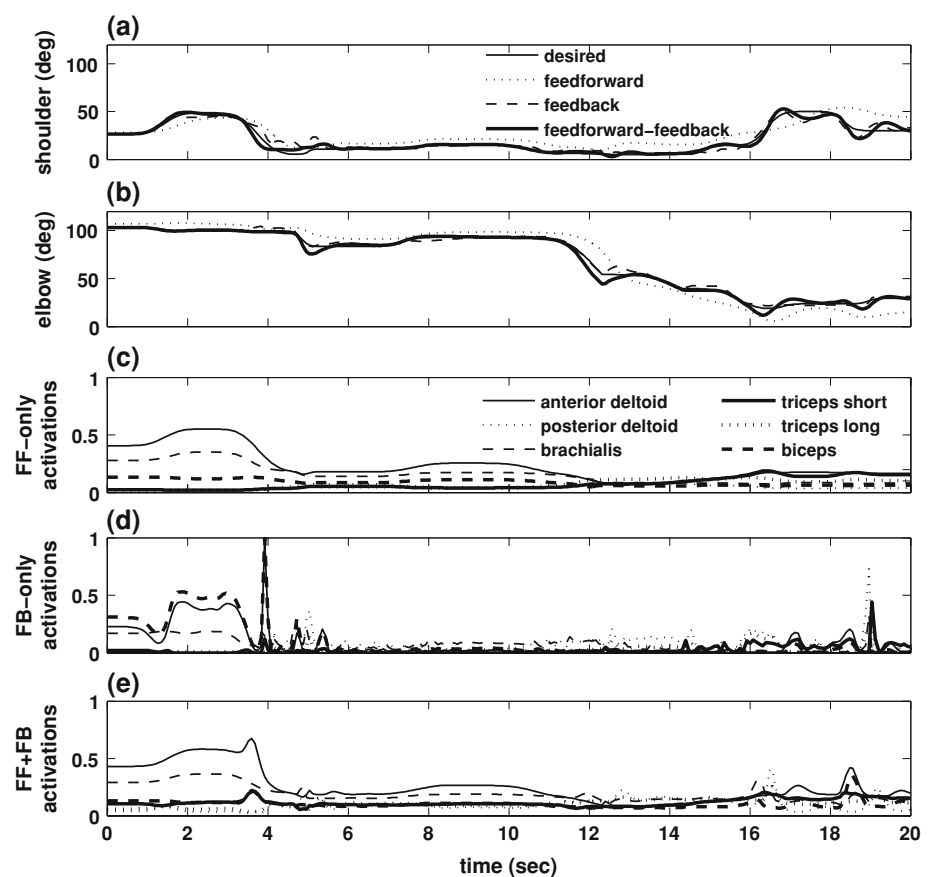 (a)
shoulder (deg)
100
50
0
desired
feedforward
feedback
feedforward-feedback
(b)
elbow (deg)
100
50
0
(c)
FF-only
activations
1
0.5
0
anterior deltoid
posterior deltoid
brachialis
triceps short
triceps long
biceps
(d)
FB-only
activations
1
0.5
0
(e)
FF+FB
activations
1
0.5
0
0 2 4 6 8 10 12 14 16 18 20
time (sec)